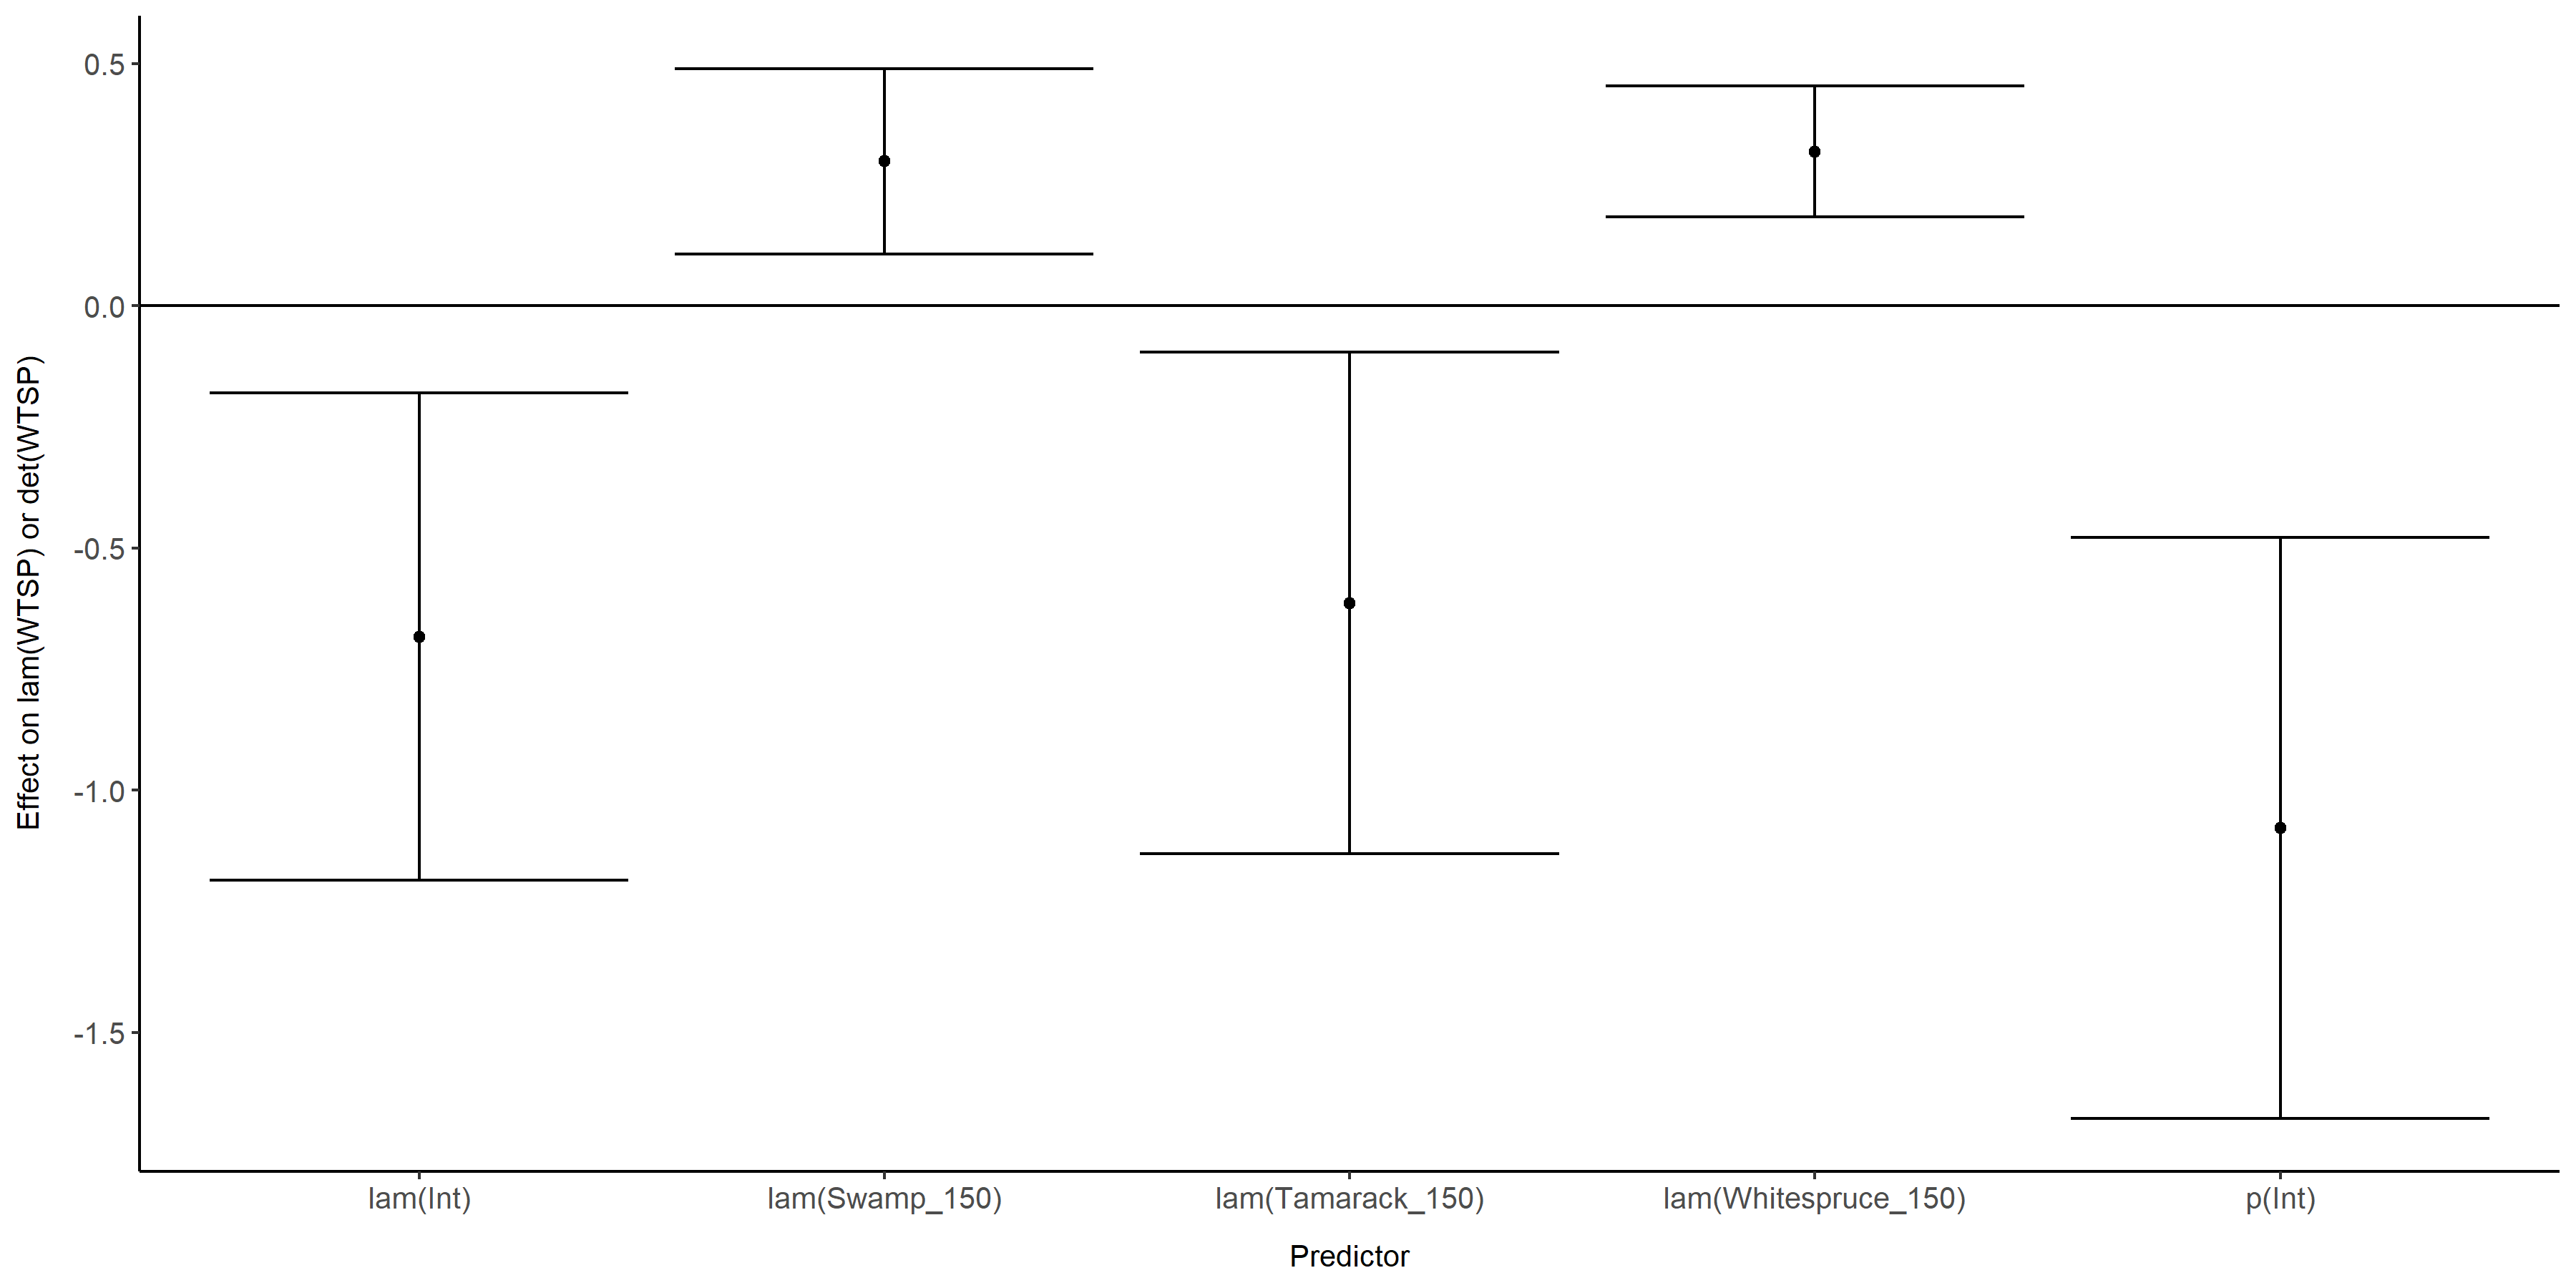 Effect on lam(WTSP) or det(WTSP)
0.5
0.0
-0.5
-1.0
-1.5
lam(Int)
lam(Swamp_150)
lam(Tamarack_150)
lam(Whitespruce_150)
p(Int)
Predictor